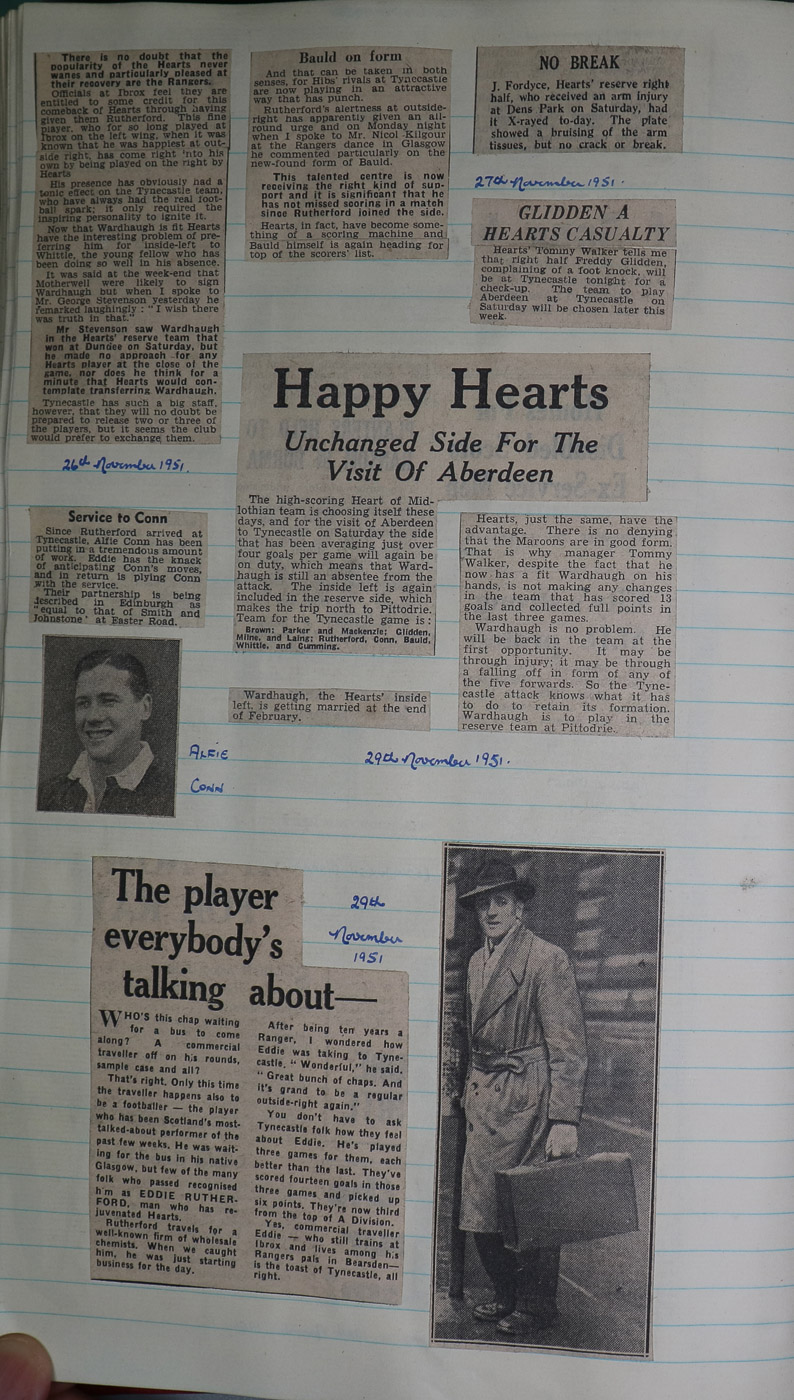 There is no doubt that the
popularity of the Hearts never
wanes and particularly pleased at
their recovery are the Rangers.
Officials at Ibrox feel they are
entitled to some credit for this
comeback of Hearts through having
given them Rutherford. This fine
player, who for so long played at
Ibrox on the left wing, when it was
known that he was happiest at out-
side right, has come right 'nto his
own by being played on the right by
Hearts
His presence has obviously had a
tonic effect on the Tynecastle team,
who have always had the real foot-
ball spark; it only required the
inspiring personality to ignite it.
Now that Wardhaugh is fit Hearts
have the interesting problem of pre-
ferring him for inside-left to
Whittle, the young fellow who has
been doing so well in his absence.
It was said at the week-end that
Motherwell were likely to sign
Wardhaugh but when I spoke to
Mr. George Stevenson yesterday he
remarked laughingly: "I wish there
was truth in that."
Mr Stevenson saw Wardhaugh
in the Hearts' reserve team that
won at Dundee on Saturday, but
he made no approach for any
Hearts player at the close of the
game, nor does he think for a
minute that Hearts would con-
template transferring Wardhaugh.
Tynecastle has such a big staff,
however, that they will no doubt be
prepared to release two or three of
the players, but it seems the club
would prefer to exchange them.
26th November 1951.
Bauld on form
And that can be taken in both
senses, for Hibs' rivals at Tynecastle
are now playing in an attractive
way that has punch.
Rutherford's alertness at outside-
right has apparently given an all-
round urge and on Monday night
when I spoke to Mr. Nicol Kilgour
at the Rangers dance in Glasgow
he commented particularly on the
new-found form of Bauld.
This talented centre is now
receiving the right kind of sup-
port and it is significant that he
has not missed scoring in a match
since Rutherford joined the side.
Hearts, in fact, have become some-
thing of a scoring machine and
Bauld himself is again heading for
top of the scorers' list.
NO BREAK
J. Fordyce, Hearts' reserve right
half, who received an arm injury
at Dens Park on Saturday, had
it X-rayed to-day. The plate
showed a bruising of the arm
tissues, but no crack or break.
27th November 1951.
GLIDDEN A
HEARTS CASUALTY
Hearts' Tommy Walker tells me
that right half Freddy Glidden,
complaining of a foot knock, will
be at Tynecastle tonight for a
check-up. The team to play
Aberdeen at Tynecastle on
Saturday will be chosen later this
week.
Service to Conn
Since Rutherford arrived at
Tynecastle, Alfie Conn has been
putting in a tremendous amount
of work. Eddie has the knack
of anticipating Conn's moves,
and in return is plying Conn
with the service.
Their partnership is being
described in Edinburgh as
"equal to that of Smith and
Johnstone' at Easter Road.
ALFIE
CONN
Happy Hearts
Unchanged Side For The
Visit Of Aberdeen
The high-scoring Heart of Mid-
lothian team is choosing itself these
days, and for the visit of Aberdeen
to Tynecastle on Saturday the side
that has been averaging just over
four goals per game will again be
on duty, which means that Ward-
haugh is still an absentee from the
attack. The inside left is again
included in the reserve side, which
makes the trip north to Pittodrie.
Team for the Tynecastle game is:
Brown; Parker and Mackenzie; Glidden,
Milne, and Laing; Rutherford, Conn, Bauld,
Whittle, and Cumming.
Wardhaugh, the Hearts' inside
left, is getting married at the end
of February.
Hearts, just the same, have the
advantage. There is no denying
that the Maroons are in good form.
That is why manager Tommy
Walker, despite the fact that he
now has a fit Wardhaugh on his
hands, is not making any changes
in the team that has scored 13
goals and collected full points in
the last three games.
Wardhaugh is no problem. He
will be back in the team at the
first opportunity. It may be
through injury; it may be through
a falling off in form of any of
the five forwards. So the Tyne-
castle attack knows what it has
to do to retain its formation.
Wardhaugh is to play in the
reserve team at Pittodrie.
29th November 1951.
The player
everybody's
talking about—
29th
November
1951
WHO'S this chap waiting
for a bus to come
along? A commercial
traveller off on his rounds,
sample case and all?
That's right. Only this time
the traveller happens also to
be a footballer — the player
who has been Scotland's most-
talked-about performer of the
past few weeks. He was wait-
ing for the bus in his native
Glasgow, but few of the many
folk who passed recognised
h'm as EDDIE RUTHER-
FORD, man who has re-
juvenated Hearts.
Rutherford travels for a
well-known firm of wholesale
chemists. When we caught
him, he was just starting
business for the day.
After being ten years a
Ranger, I wondered how
Eddie was taking to Tyne-
castle. "Wonderful," he said.
"Great bunch of chaps. And
it's grand to be a regular
outside-right again."
You don't have to ask
Tynecastle folk how they feel
about Eddie. He's played
three games for them, each
better than the last. They've
scored fourteen goals in those
three games and picked up
six points. They're now third
from the top of A Division.
Yes, commercial traveller
Eddie — who still trains at
Ibrox and lives among his
Rangers pals in Bearsden—
is the toast of Tynecastle, all
right.